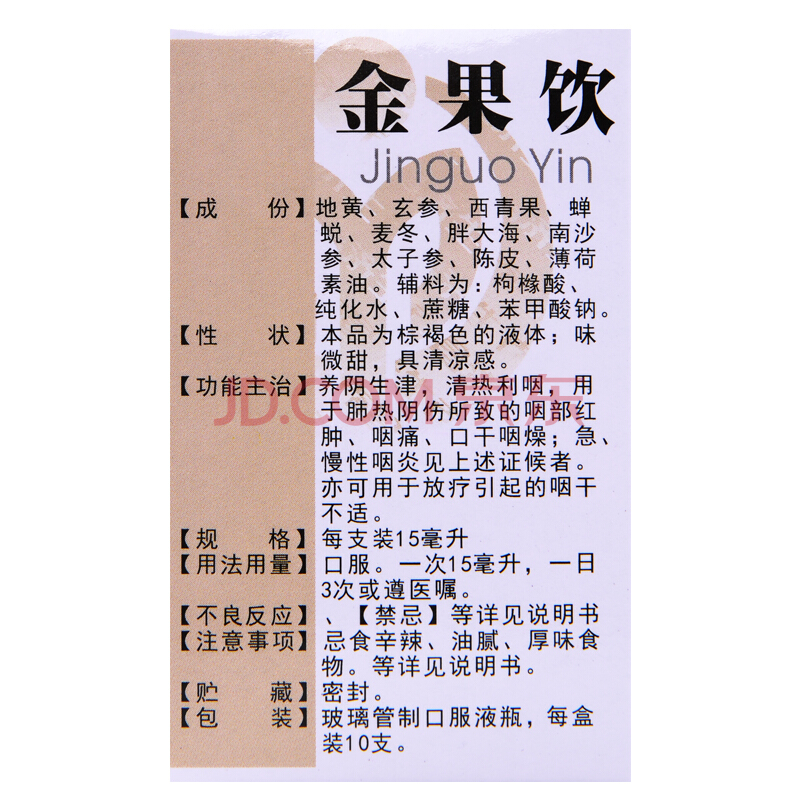 金果饮
Jinguo Yin
【成 份】地黄、玄参、西青果、蝉
蜕、麦冬、胖大海、南沙
参、太子参、陈皮、薄荷
素油。辅料为：枸橼酸、
纯化水、蔗糖、苯甲酸钠。
【性 状】本品为棕褐色的液体；味
微甜，具清凉感。
【功能主治】养阴生津，清热利咽，用
于肺热阴伤所致的咽部红
肿、咽痛、口干咽燥；急、
慢性咽炎见上述证候者。
亦可用于放疗引起的咽干
不适。
【规 格】每支装15毫升
【用法用量】口服。一次15毫升，一日
3次或遵医嘱。
【不良反应】、【禁忌】等详见说明书
【注意事项】忌食辛辣、油腻、厚味食
物。等详见说明书。
【贮 藏】密封。
【包 装】玻璃管制口服液瓶，每盒
装10支。
JD.COM 京东